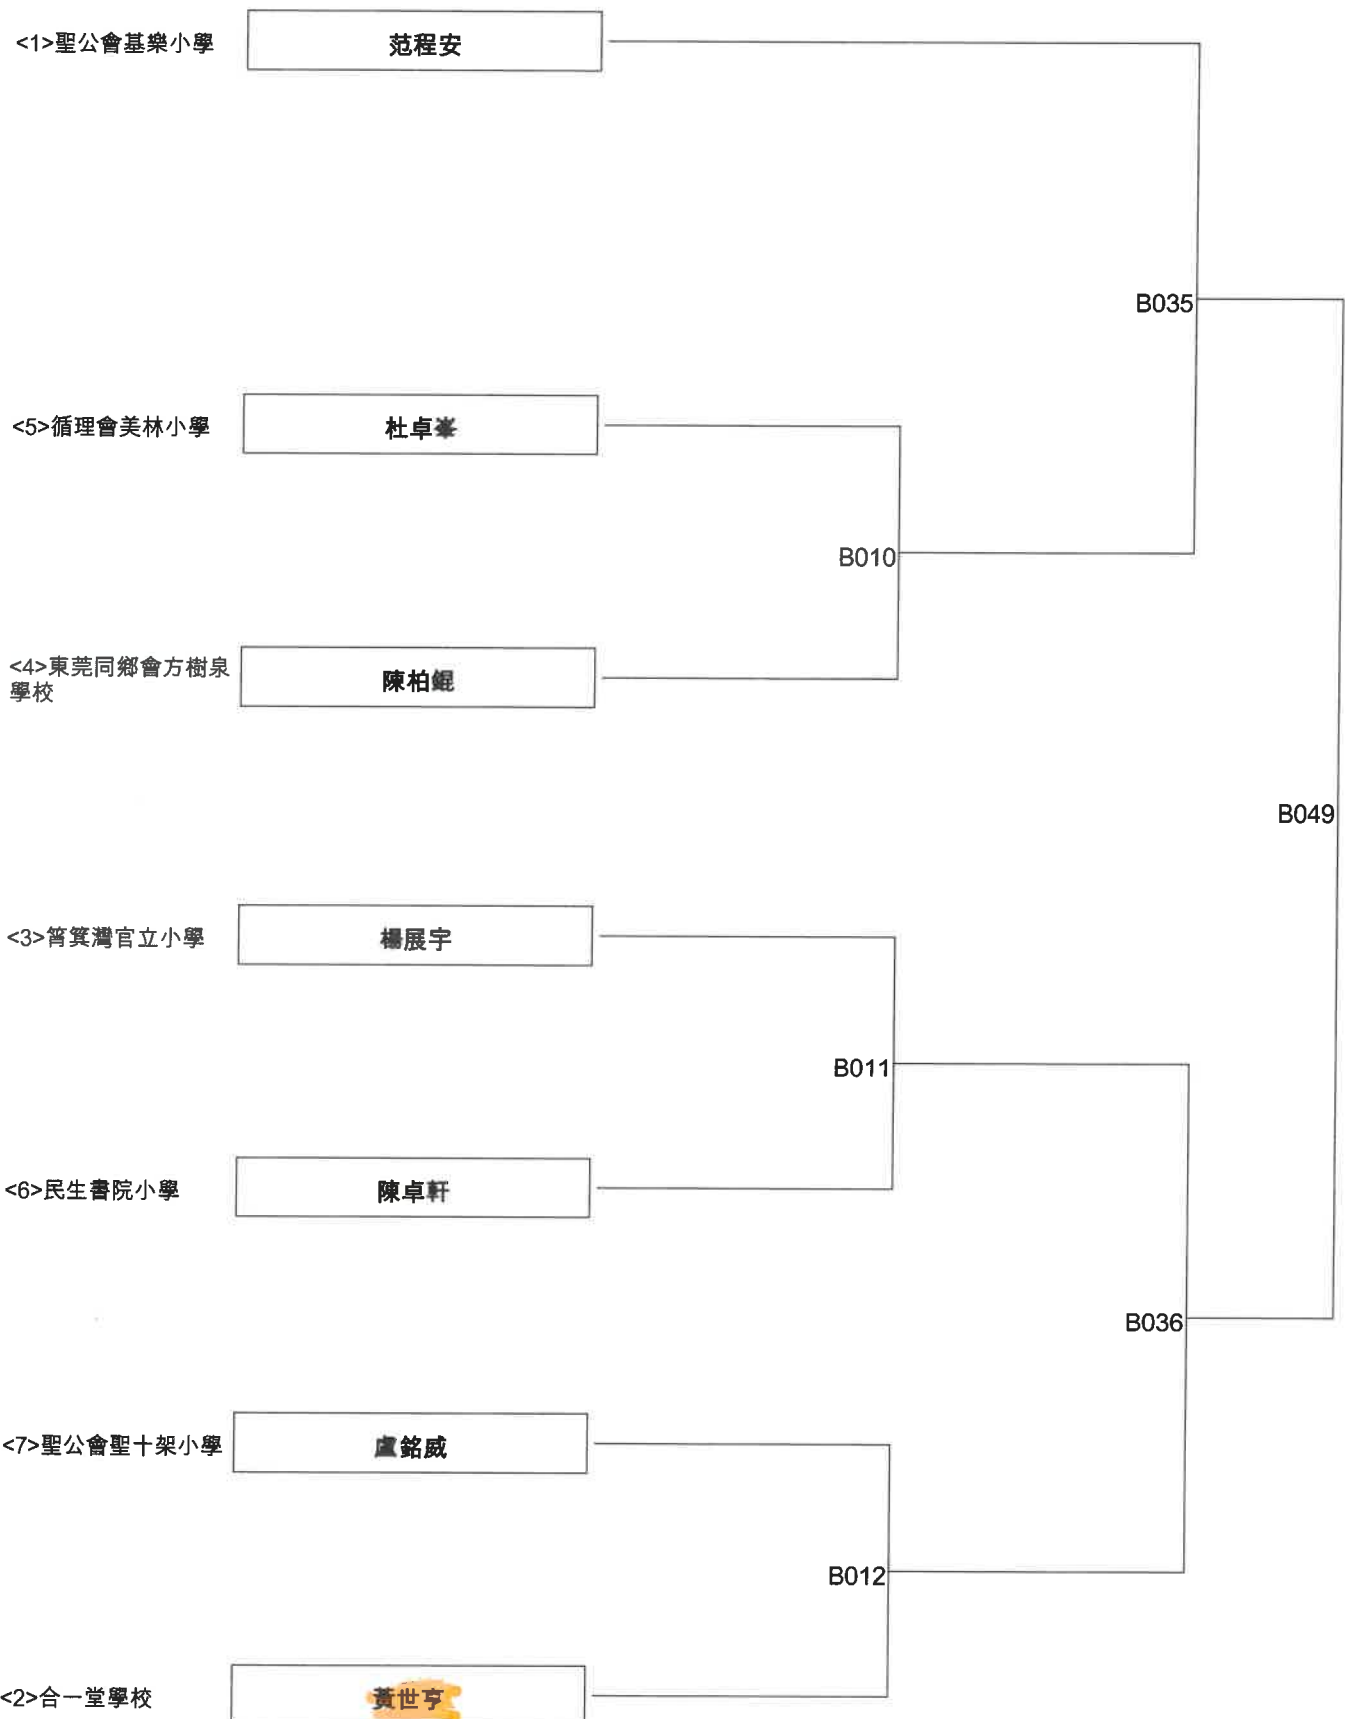 <1>聖公會基樂小學 范程安
B035
<5>循理會美林小學 杜卓峯
B010
<4>東莞同鄉會方樹泉
學校
陳柏錕
B049
<3>筲箕灣官立小學 楊展宇
B011
<6>民生書院小學 陳卓軒
B036
<7>聖公會聖十架小學 盧銘威
B012
<2>合一堂學校 黃世亨